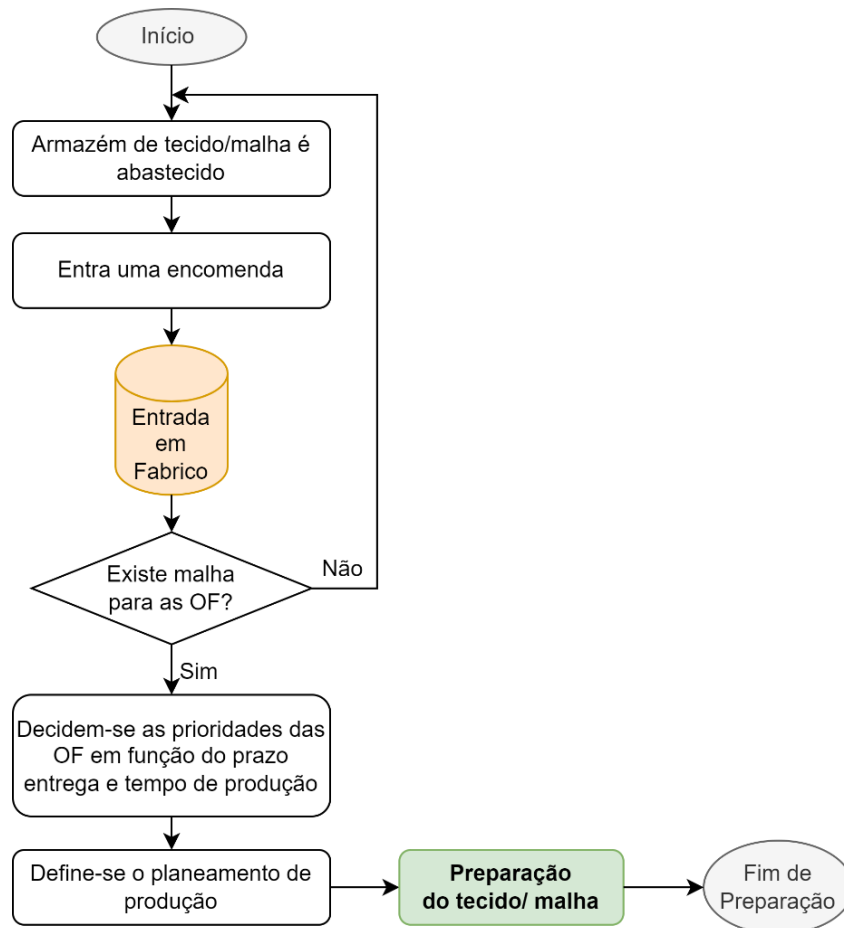 Início
Armazém de tecido/malha é
abastecido
Entra uma encomenda
Entrada
em
Fabrico
Existe malha
para as OF?
Não
Sim
Decidem-se as prioridades das
OF em função do prazo
entrega e tempo de produção
Define-se o planeamento de
produção
Preparação
do tecido/ malha
Fim de
Preparação